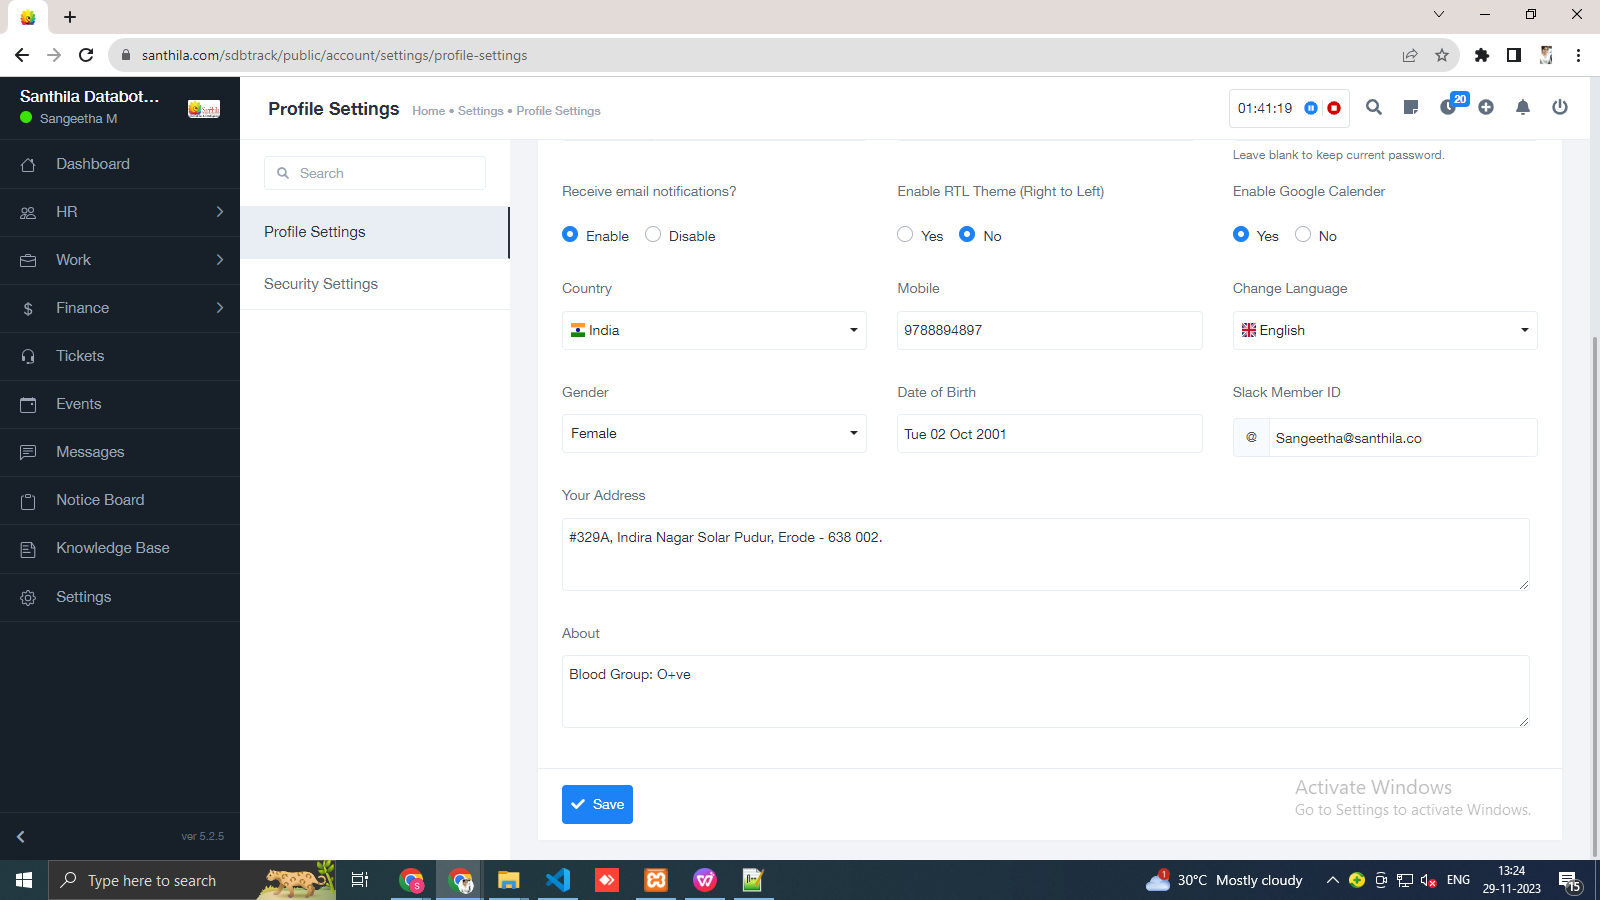 santhila.com/sdbtrack/public/account/settings/profile-settings
Santhila Databot...
Sangeetha M
Profile Settings
Home • Settings • Profile Settings
01:41:19
20
Dashboard
HR
Work
Finance
Tickets
Events
Messages
Notice Board
Knowledge Base
Settings
ver 5.2.5
Search
Profile Settings
Security Settings
Leave blank to keep current password.
Receive email notifications?
Enable RTL Theme (Right to Left)
Enable Google Calender
Enable Disable
Yes No
Yes No
Country
Mobile
Change Language
India
9788894897
English
Gender
Date of Birth
Slack Member ID
Female
Tue 02 Oct 2001
@ Sangeetha@santhila.co
Your Address
#329A, Indira Nagar Solar Pudur, Erode - 638 002.
About
Blood Group: O+ve
Save
Activate Windows
Go to Settings to activate Windows.
Type here to search
S
1
30°C Mostly cloudy
ENG
13:24
29-11-2023
15